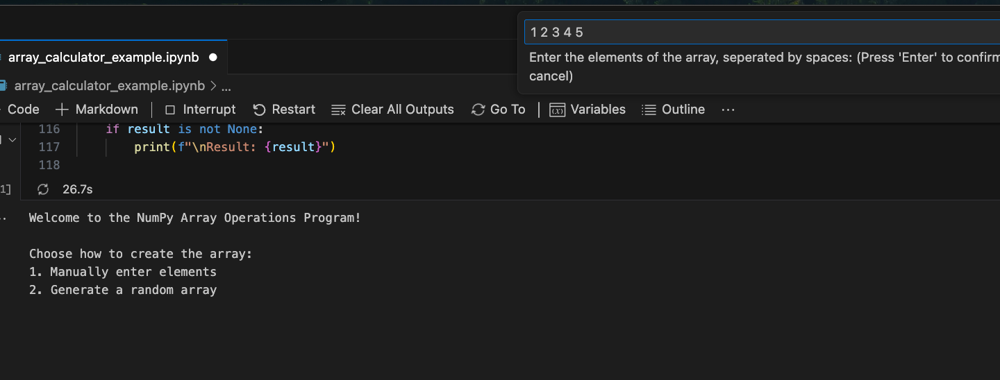 1 2 3 4 5
Enter the elements of the array, seperated by spaces: (Press 'Enter' to confirm
cancel)
array_calculator_example.ipynb
array_calculator_example.ipynb > ...
Code + Markdown | Interrupt Restart Clear All Outputs Go To | Variables Outline ...
116 if result is not None:
117 print(f"\nResult: {result}")
118
1] 26.7s
Welcome to the NumPy Array Operations Program!
Choose how to create the array:
1. Manually enter elements
2. Generate a random array